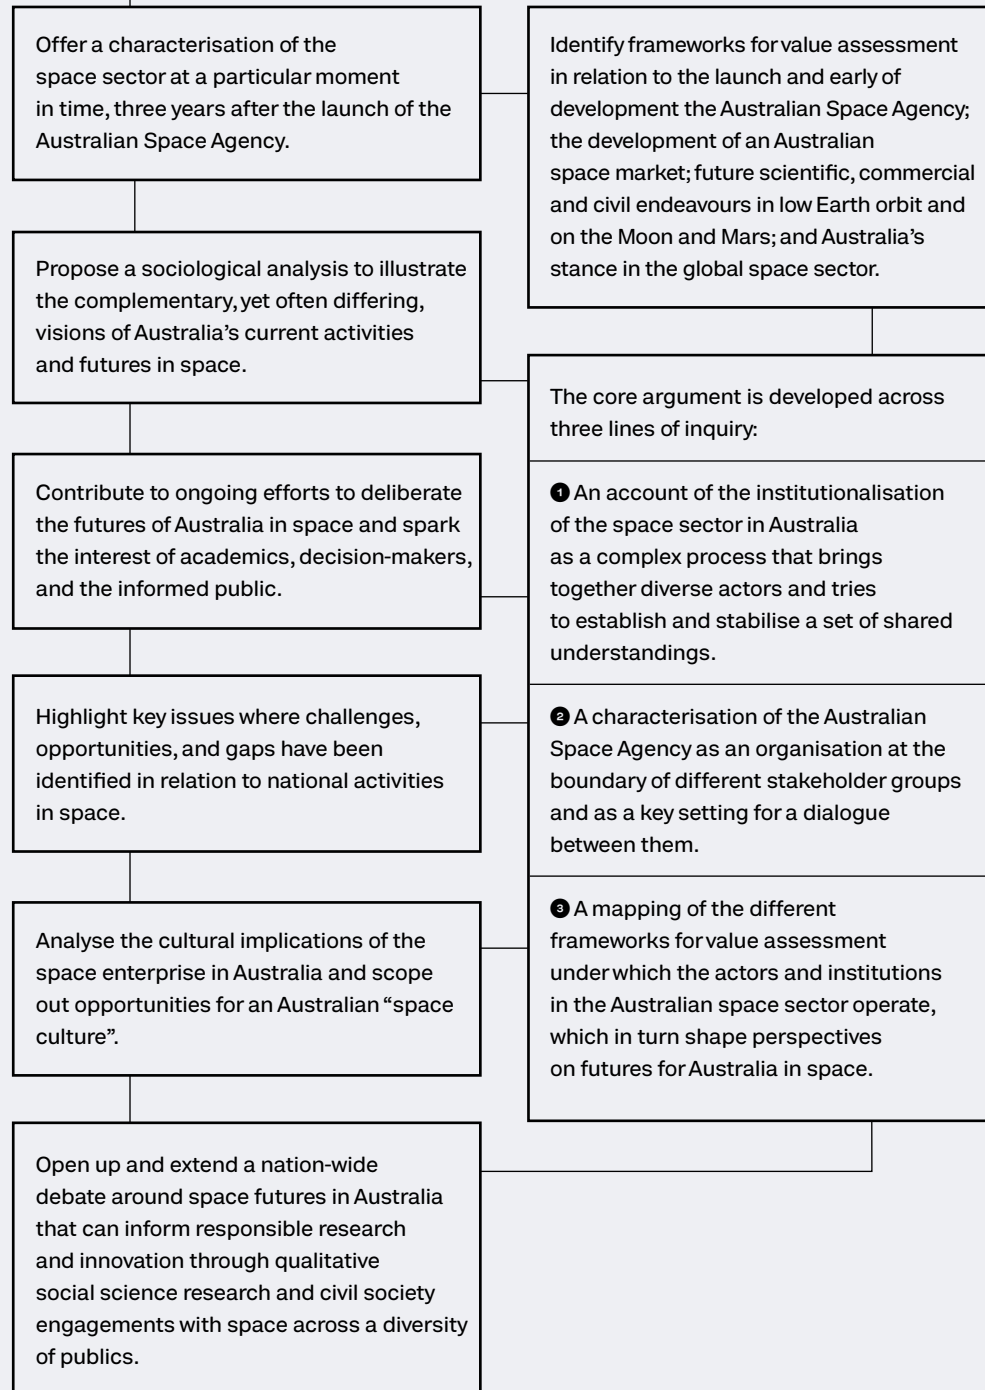 Offer a characterisation of the
space sector at a particular moment
in time, three years after the launch of the
Australian Space Agency.
Propose a sociological analysis to illustrate
the complementary, yet often differing,
visions of Australia's current activities
and futures in space.
Contribute to ongoing efforts to deliberate
the futures of Australia in space and spark
the interest of academics, decision-makers,
and the informed public.
Highlight key issues where challenges,
opportunities, and gaps have been
identified in relation to national activities
in space.
Analyse the cultural implications of the
space enterprise in Australia and scope
out opportunities for an Australian “space
culture”.
Open up and extend a nation-wide
debate around space futures in Australia
that can inform responsible research
and innovation through qualitative
social science research and civil society
engagements with space across a diversity
of publics.
Identify frameworks for value assessment
in relation to the launch and early of
development the Australian Space Agency;
the development of an Australian
space market; future scientific, commercial
and civil endeavours in low Earth orbit and
on the Moon and Mars; and Australia's
stance in the global space sector.
The core argument is developed across
three lines of inquiry:
❶ An account of the institutionalisation
of the space sector in Australia
as a complex process that brings
together diverse actors and tries
to establish and stabilise a set of shared
understandings.
❷ A characterisation of the Australian
Space Agency as an organisation at the
boundary of different stakeholder groups
and as a key setting for a dialogue
between them.
❸ A mapping of the different
frameworks for value assessment
under which the actors and institutions
in the Australian space sector operate,
which in turn shape perspectives
on futures for Australia in space.